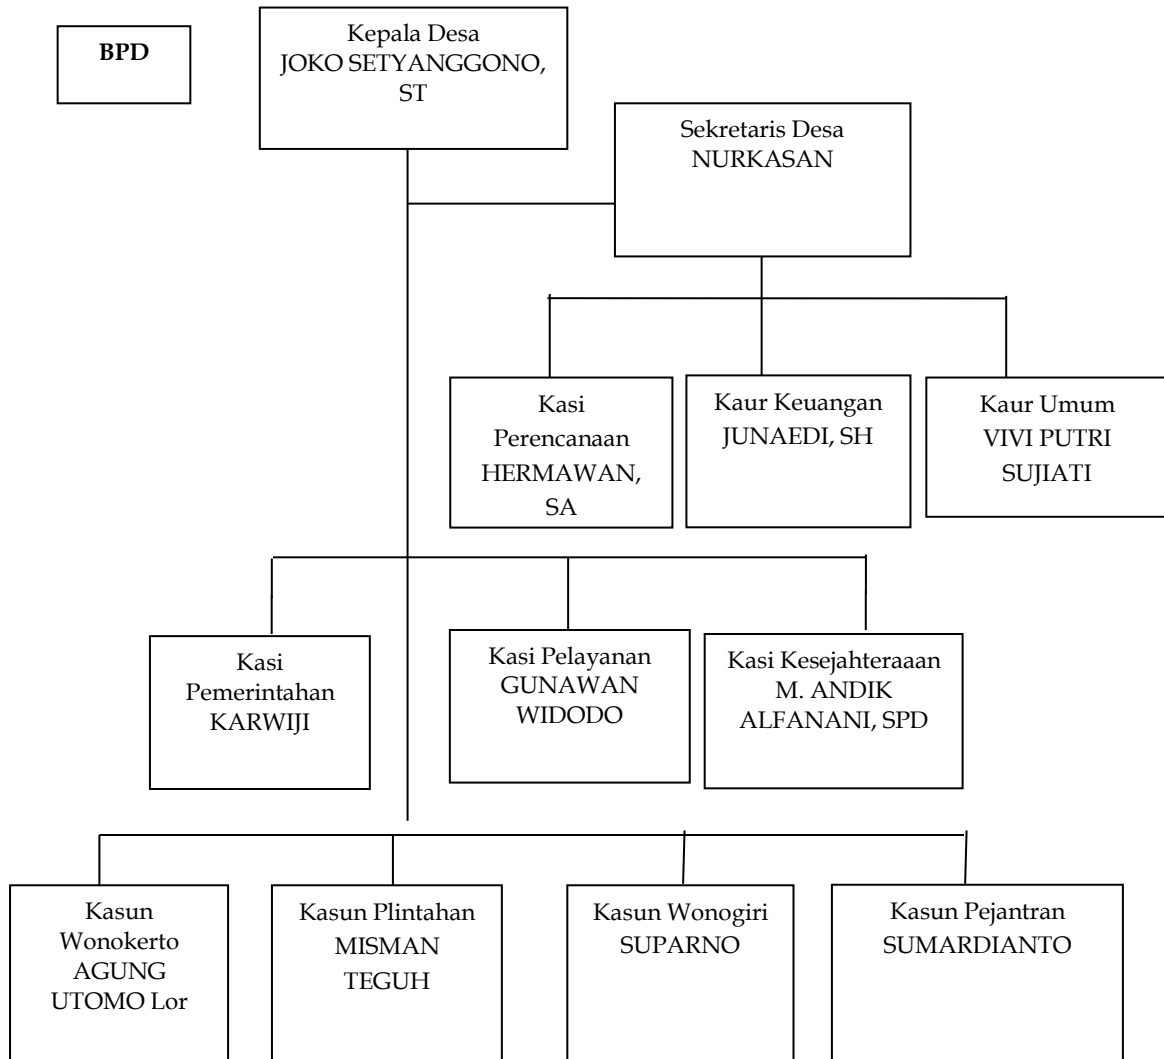 BPD
Kepala Desa
JOKO SETYANGGONO,
ST
Sekretaris Desa
NURKASAN
Kasi
Perencanaan
HERMAWAN,
SA
Kaur Keuangan
JUNAEDI, SH
Kaur Umum
VIVI PUTRI
SUJIATI
Kasi
Pemerintahan
KARWIJI
Kasi Pelayanan
GUNAWAN
WIDODO
Kasi Kesejahteraaan
M. ANDIK
ALFANANI, SPD
Kasun
Wonokerto
AGUNG
UTOMO Lor
Kasun Plintahan
MISMAN
TEGUH
Kasun Wonogiri
SUPARNO
Kasun Pejantran
SUMARDIANTO